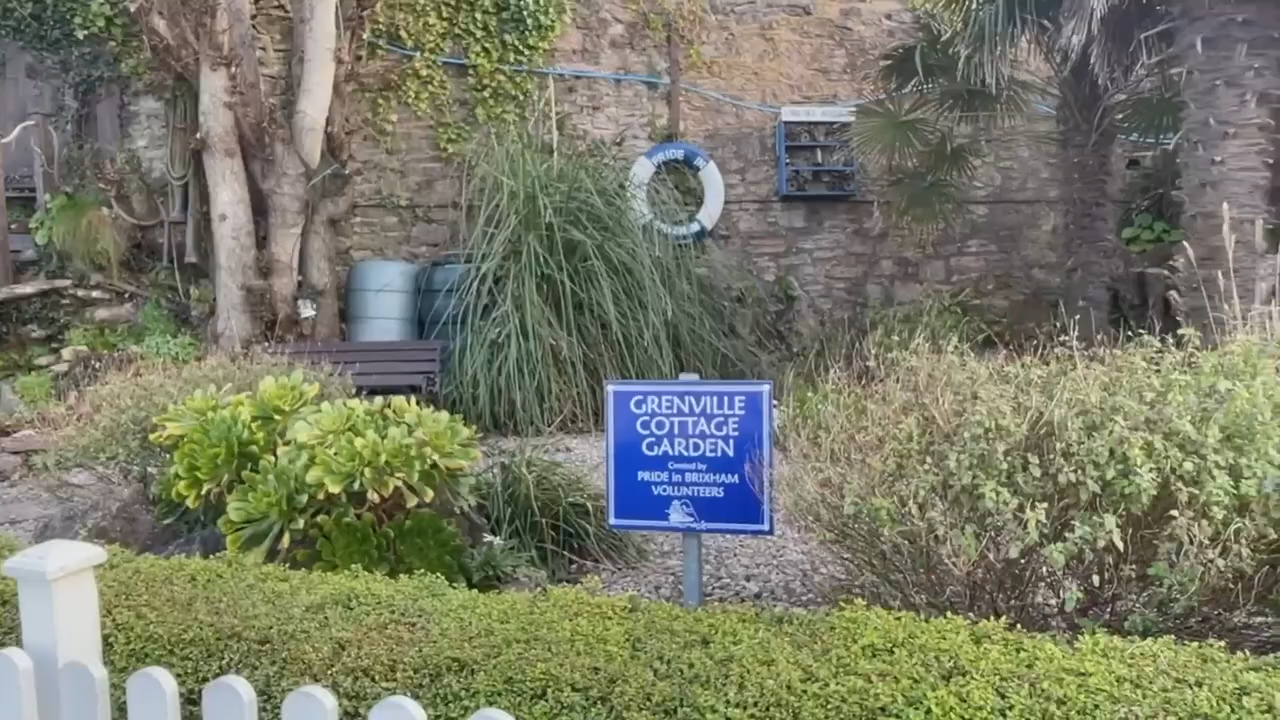 PRIDE IN
GRENVILLE
COTTAGE
GARDEN
Created by
PRIDE in BRIXHAM
VOLUNTEERS